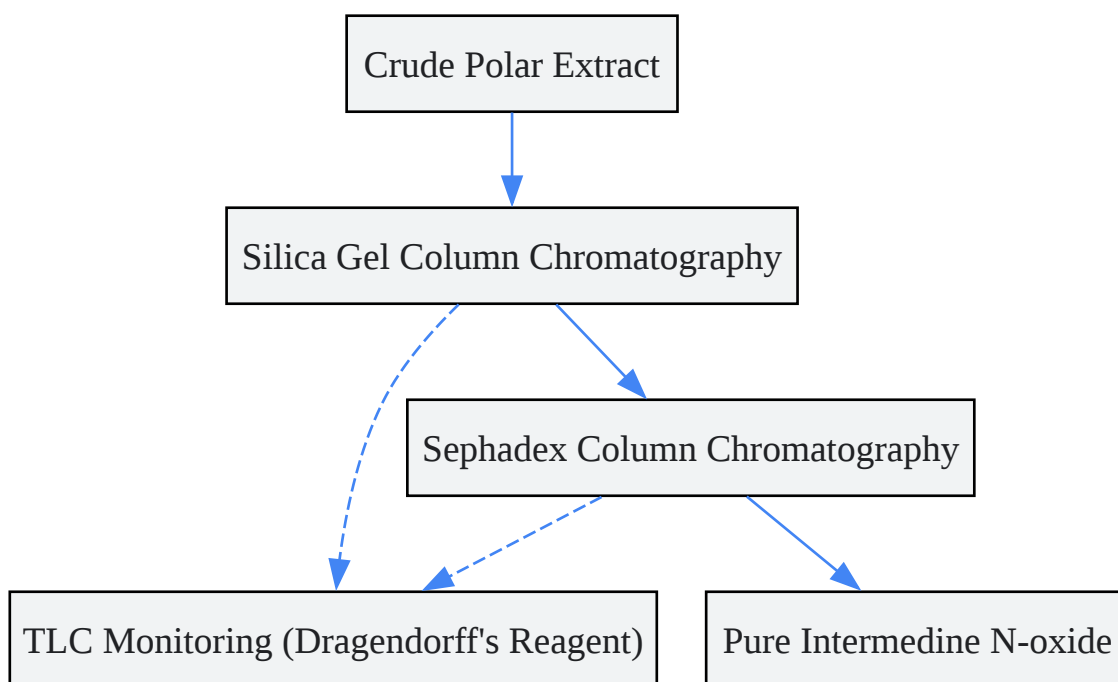 Crude Polar Extract
Silica Gel Column Chromatography
Sephadex Column Chromatography
TLC Monitoring (Dragendorff's Reagent)
Pure Intermedine N-oxide